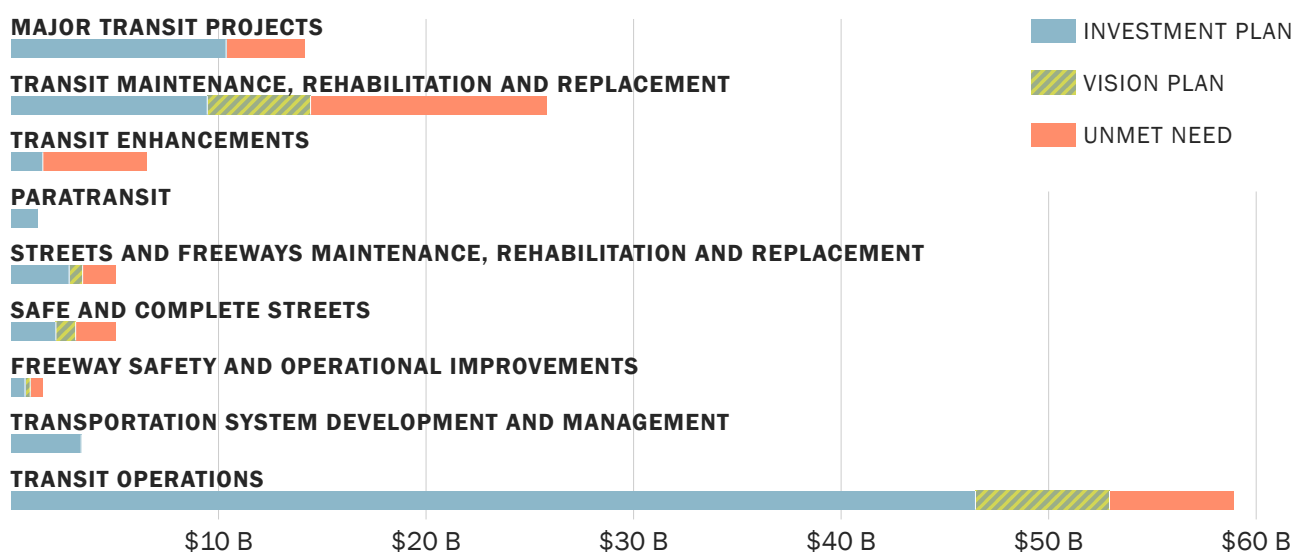 MAJOR TRANSIT PROJECTS
INVESTMENT PLAN
TRANSIT MAINTENANCE, REHABILITATION AND REPLACEMENT
VISION PLAN
TRANSIT ENHANCEMENTS
UNMET NEED
PARATRANSIT
STREETS AND FREEWAYS MAINTENANCE, REHABILITATION AND REPLACEMENT
SAFE AND COMPLETE STREETS
FREEWAY SAFETY AND OPERATIONAL IMPROVEMENTS
TRANSPORTATION SYSTEM DEVELOPMENT AND MANAGEMENT
TRANSIT OPERATIONS
$10 B $20 B $30 B $40 B $50 B $60 B